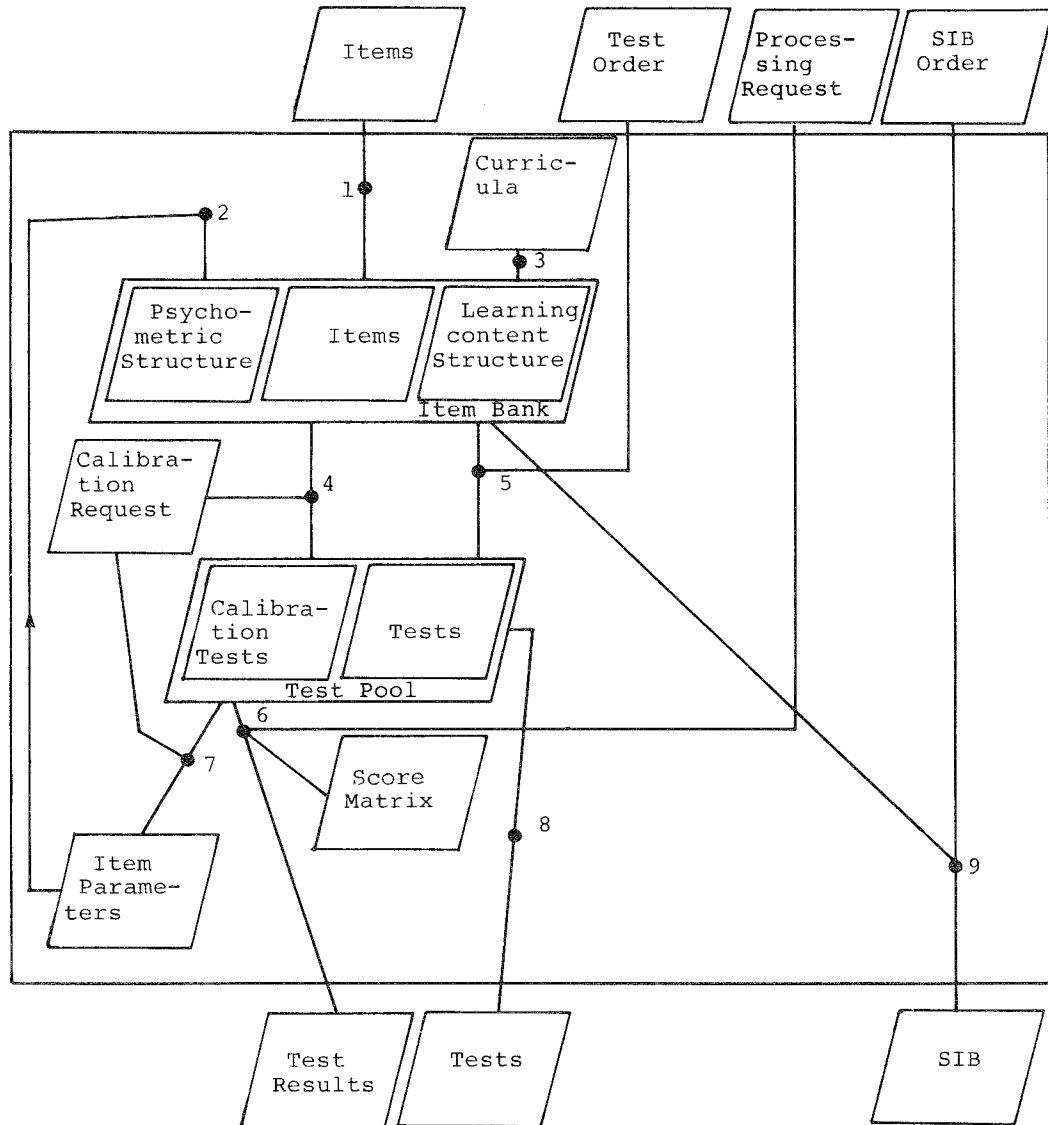 Items
Test
Order
Proces-
sing
Request
SIB
Order
Curric-
ula
1
2
3
Psycho-
metric
Structure
Items
Learning
content
Structure
Item Bank
Calibra-
tion
Request
4
5
Calibra-
tion
Tests
Tests
Test Pool
6
7
Score
Matrix
8
9
Item
Parame-
ters
Test
Results
Tests
SIB